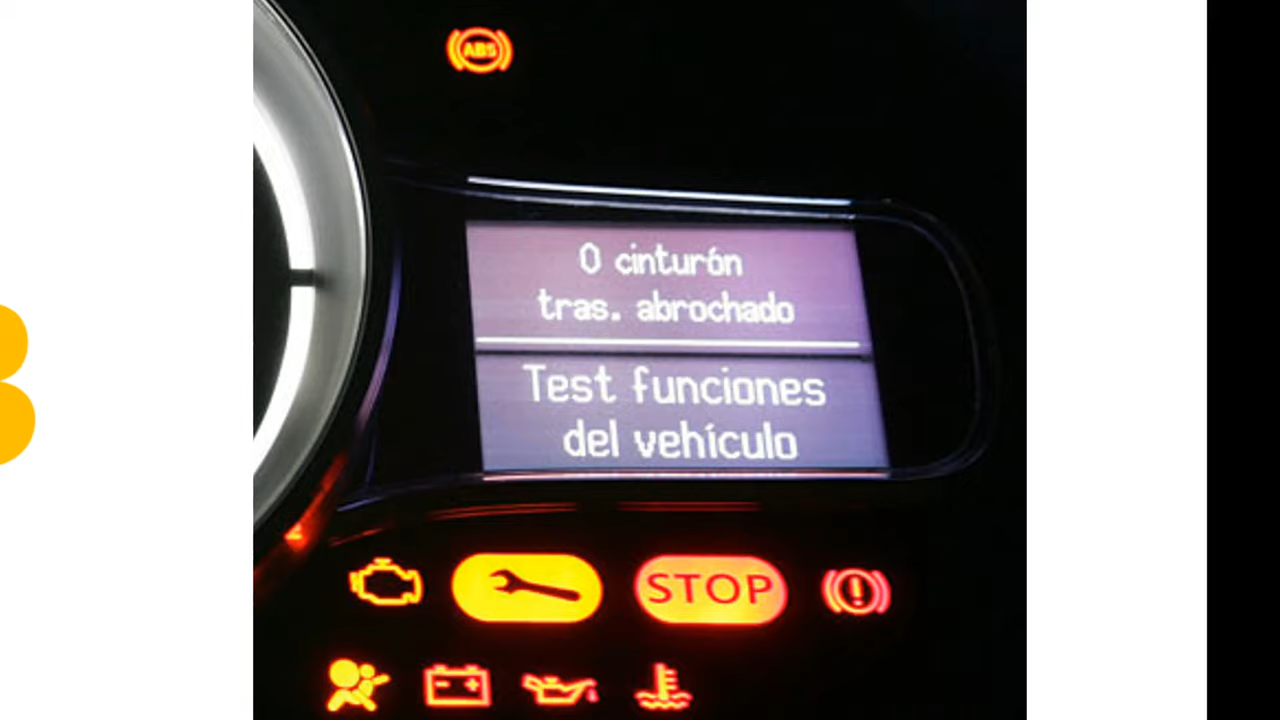 ABS
0 cinturón
tras. abrochado
Test funciones
del vehículo
STOP